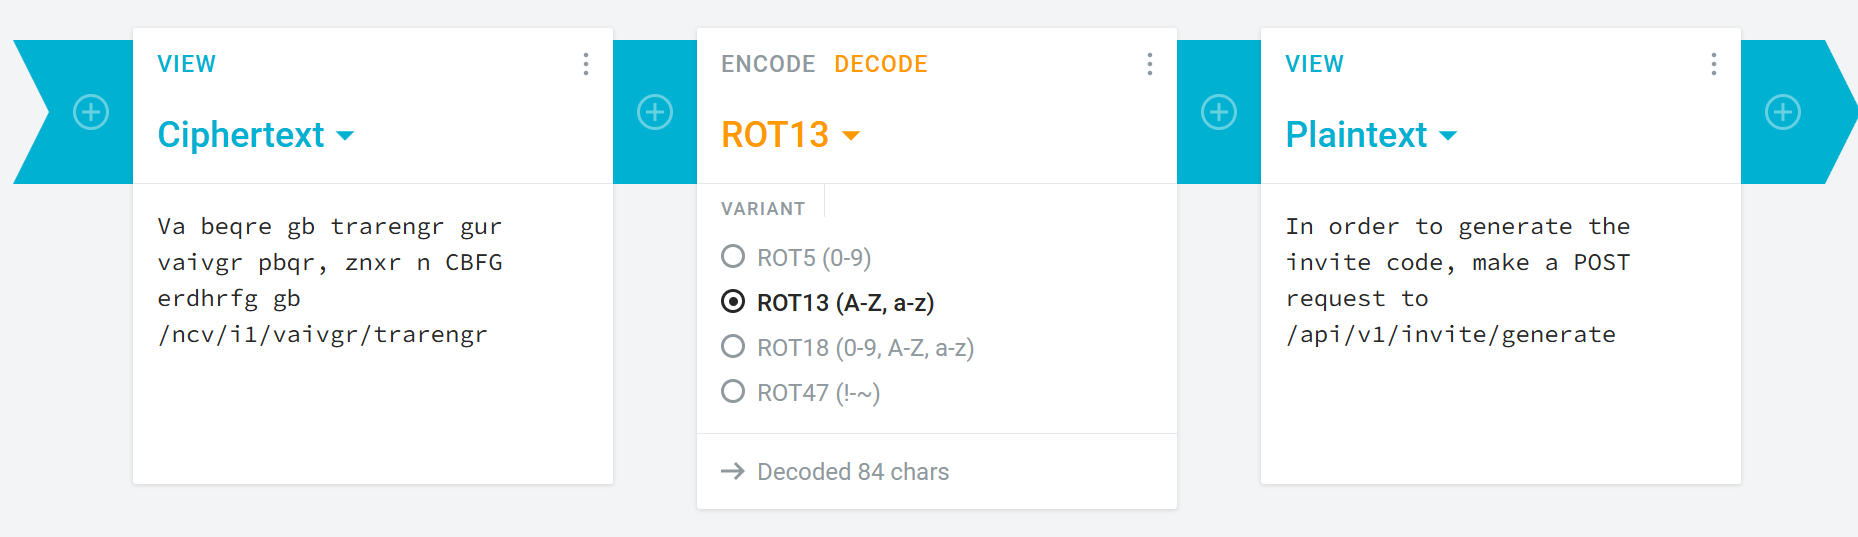 VIEW
Ciphertext
Va beqre gb trarengr gur
vaivgr pbqr, znxr n CBFG
erdhrfg gb
/ncv/i1/vaivgr/trarengr
ENCODE DECODE
ROT13
VARIANT
ROT5 (0-9)
ROT13 (A-Z, a-z)
ROT18 (0-9, A-Z, a-z)
ROT47 (!-~)
→ Decoded 84 chars
VIEW
Plaintext
In order to generate the
invite code, make a POST
request to
/api/v1/invite/generate